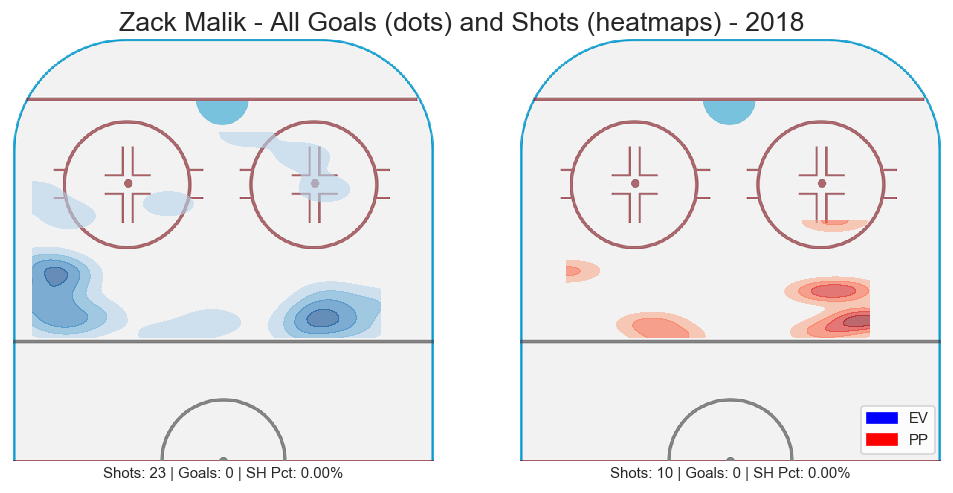 Zack Malik - All Goals (dots) and Shots (heatmaps) - 2018
EV
PP
Shots: 23 | Goals: 0 | SH Pct: 0.00%
Shots: 10 | Goals: 0 | SH Pct: 0.00%